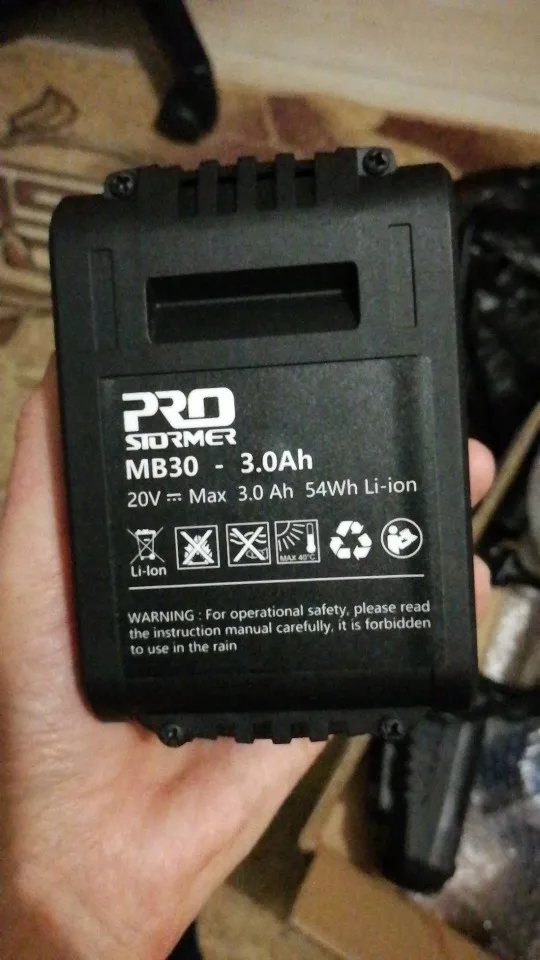 PRO
STORMER
MB30 - 3.0Ah
20V ⎓ Max 3.0 Ah 54Wh Li-ion
Li-Ion
MAX 40°C
WARNING : For operational safety, please read
the instruction manual carefully, it is forbidden
to use in the rain